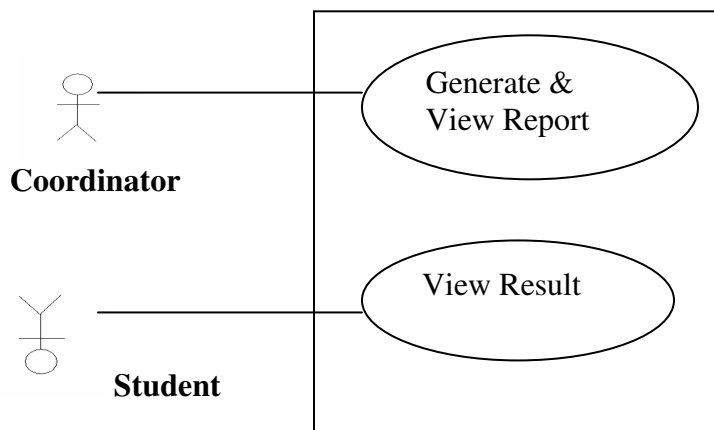 Generate &
View Report
Coordinator
View Result
Student